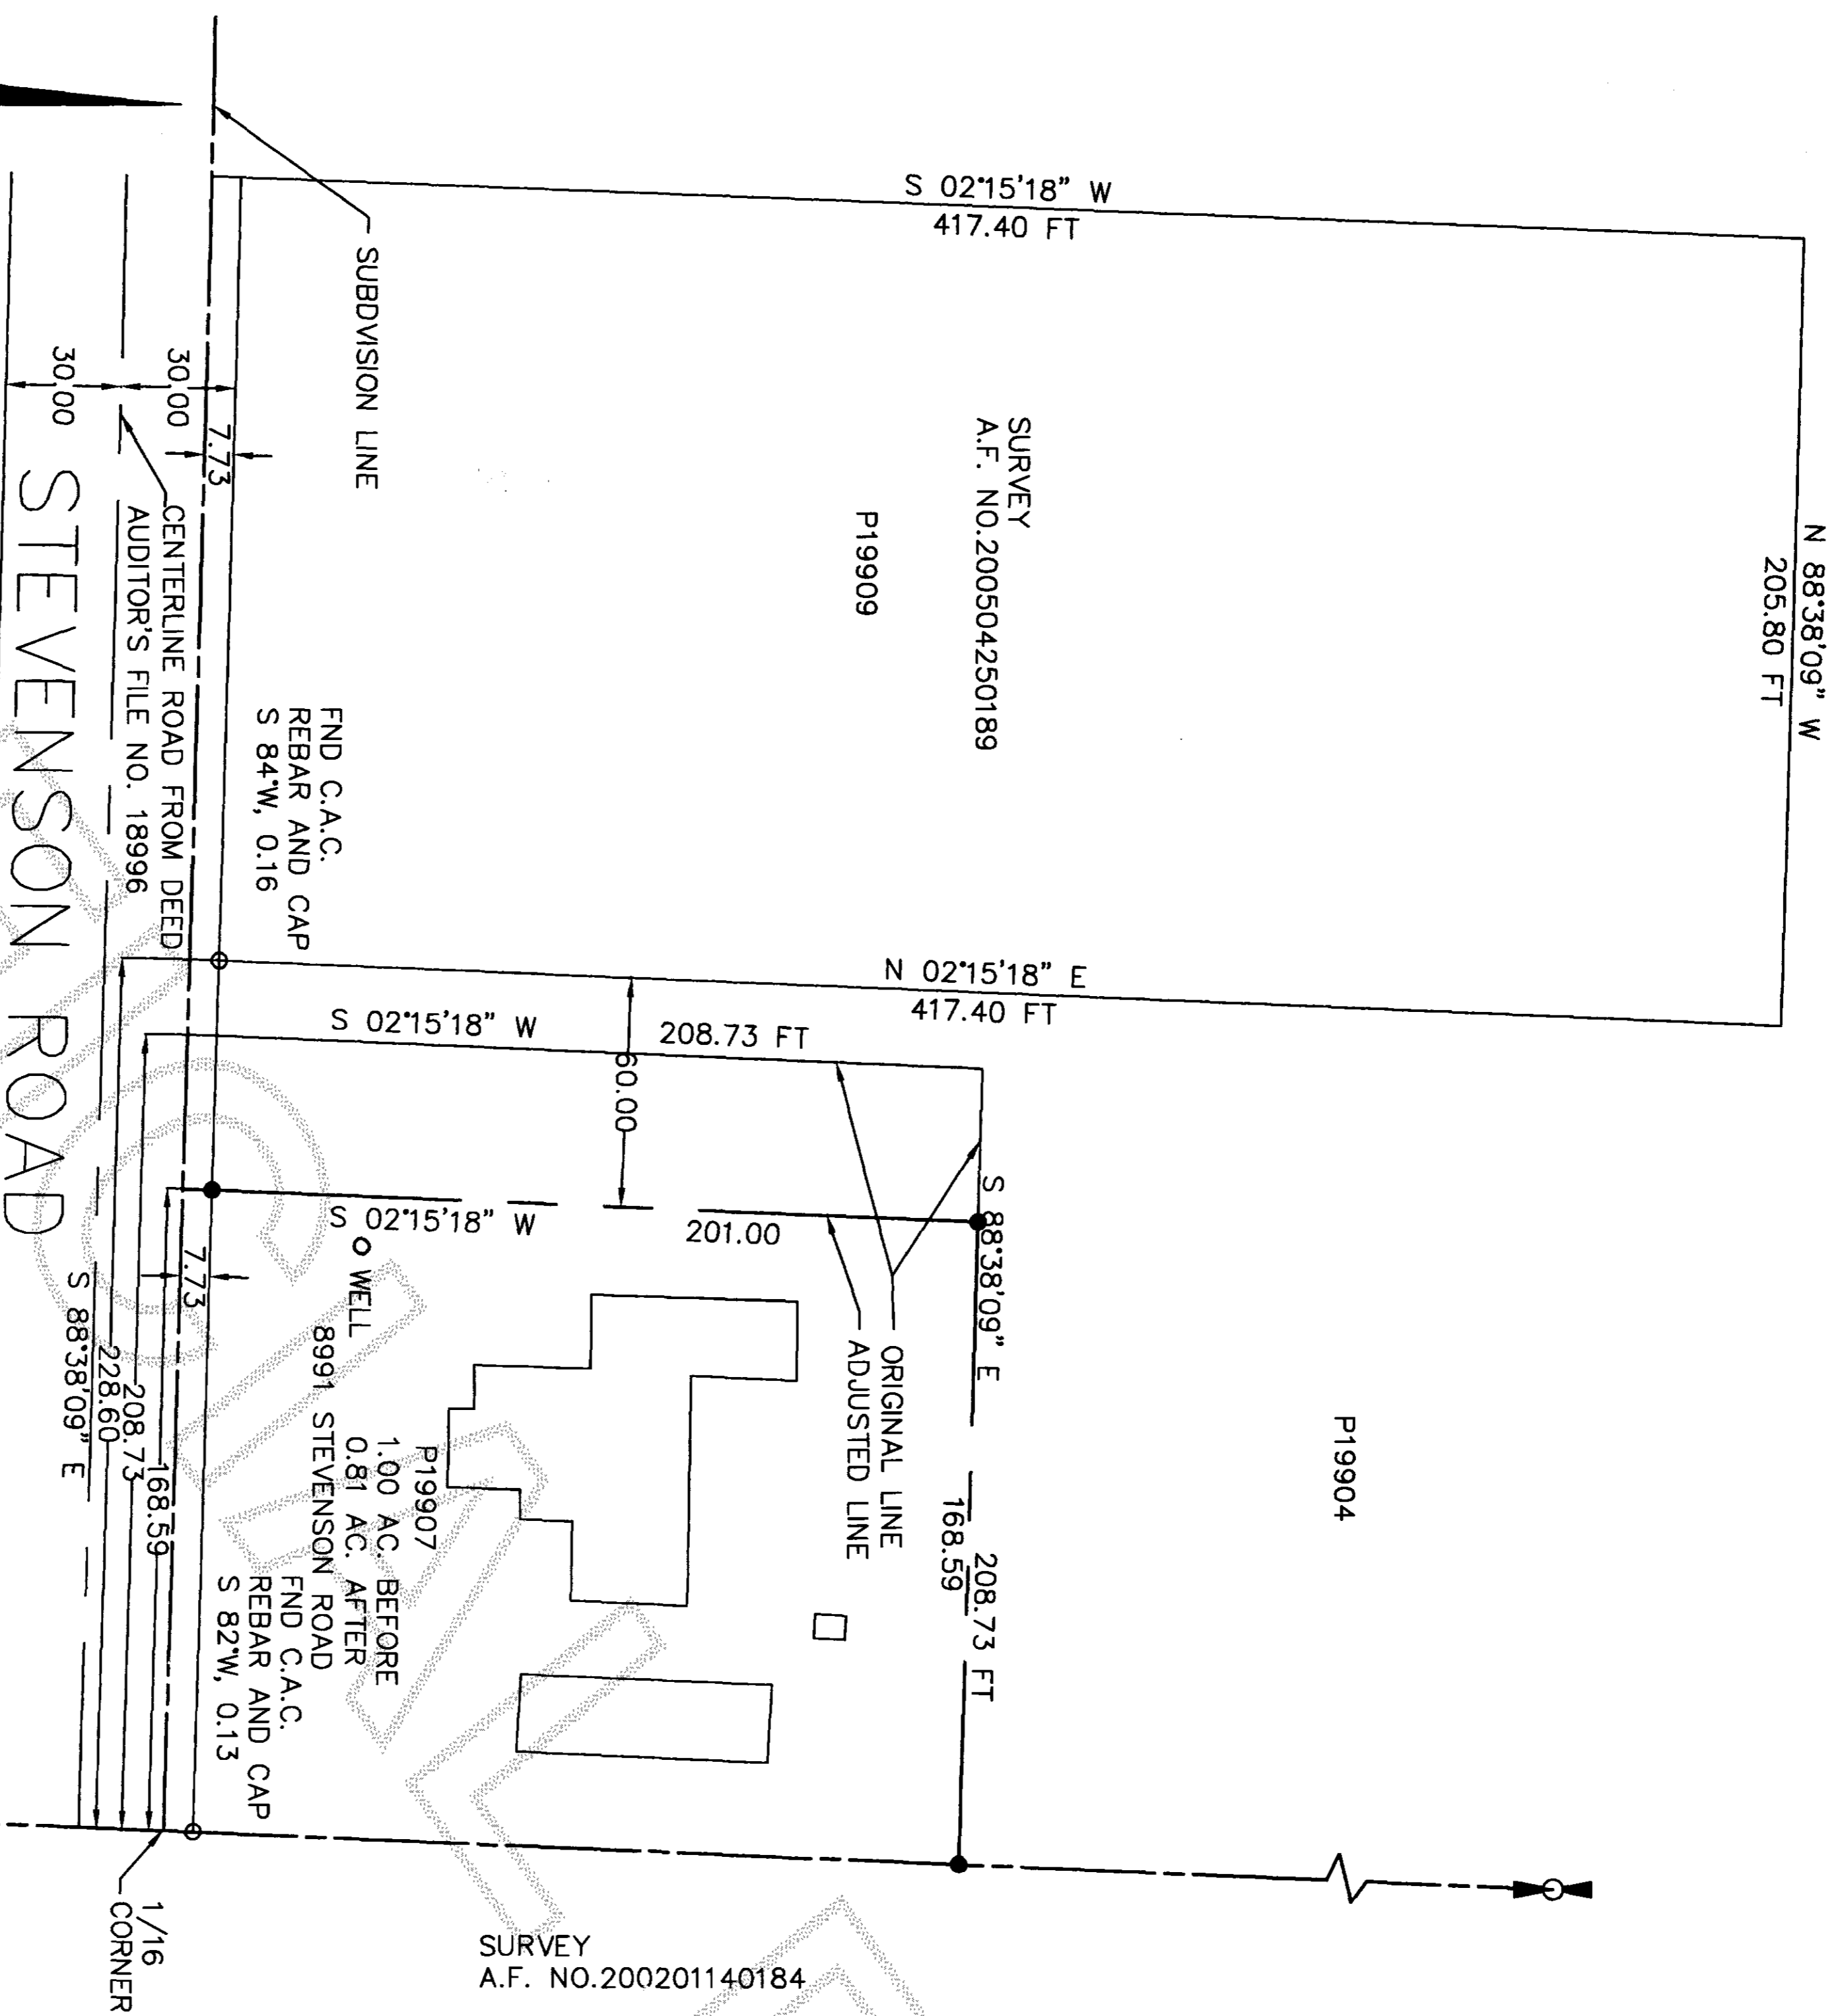 S 02°15'18" W
417.40 FT
N 88°38'09" W
205.80 FT
SUBDIVISION LINE
SURVEY
A.F. NO.200504250189
P19909
30.00
30.00
7.73
CENTERLINE ROAD FROM DEED
AUDITOR'S FILE NO. 18996
STEVENSON ROAD
FND C.A.C.
REBAR AND CAP
S 84°W, 0.16
N 02°15'18" E
417.40 FT
S 02°15'18" W
208.73 FT
60.00
S 02°15'18" W
201.00
S 88°38'09" E
208.73 FT
168.59
ORIGINAL LINE
ADJUSTED LINE
P19904
WELL
7.73
P19907
1.00 AC. BEFORE
0.81 AC. AFTER
8991 STEVENSON ROAD
FND C.A.C.
REBAR AND CAP
S 82°W, 0.13
168.59
208.73
228.60
S 88°38'09" E
1/16
CORNER
SURVEY
A.F. NO.200201140184